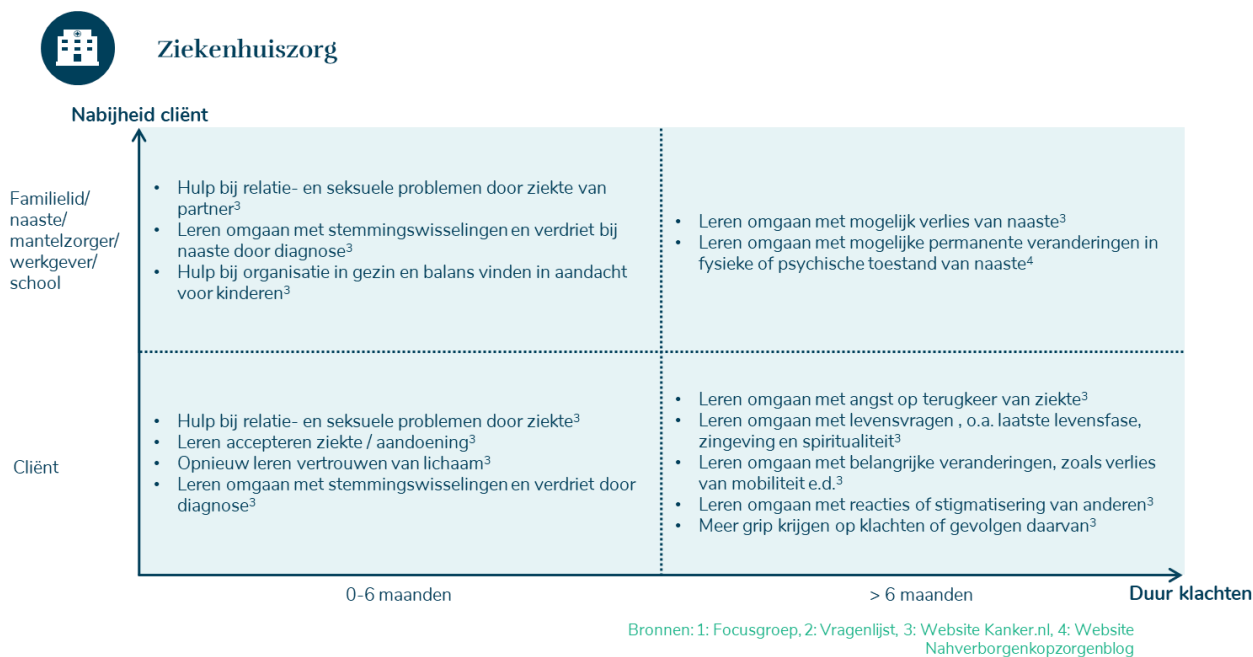 Ziekenhuiszorg
Nabijheid cliënt
Familielid/
naaste/
mantelzorger/
werkgever/
school
• Hulp bij relatie- en seksuele problemen door ziekte van
partner³
• Leren omgaan met stemmingswisselingen en verdriet bij
naaste door diagnose³
• Hulp bij organisatie in gezin en balans vinden in aandacht
voor kinderen³
• Leren omgaan met mogelijk verlies van naaste³
• Leren omgaan met mogelijke permanente veranderingen in
fysieke of psychische toestand van naaste⁴
Cliënt
• Hulp bij relatie- en seksuele problemen door ziekte³
• Leren accepteren ziekte / aandoening³
• Opnieuw leren vertrouwen van lichaam³
• Leren omgaan met stemmingswisselingen en verdriet door
diagnose³
• Leren omgaan met angst op terugkeer van ziekte³
• Leren omgaan met levensvragen , o.a. laatste levensfase,
zingeving en spiritualiteit³
• Leren omgaan met belangrijke veranderingen, zoals verlies
van mobiliteit e.d.³
• Leren omgaan met reacties of stigmatisering van anderen³
• Meer grip krijgen op klachten of gevolgen daarvan³
0-6 maanden
> 6 maanden
Duur klachten
Bronnen: 1: Focusgroep, 2: Vragenlijst, 3: Website Kanker.nl, 4: Website
Nahverborgenkopzorgenblog